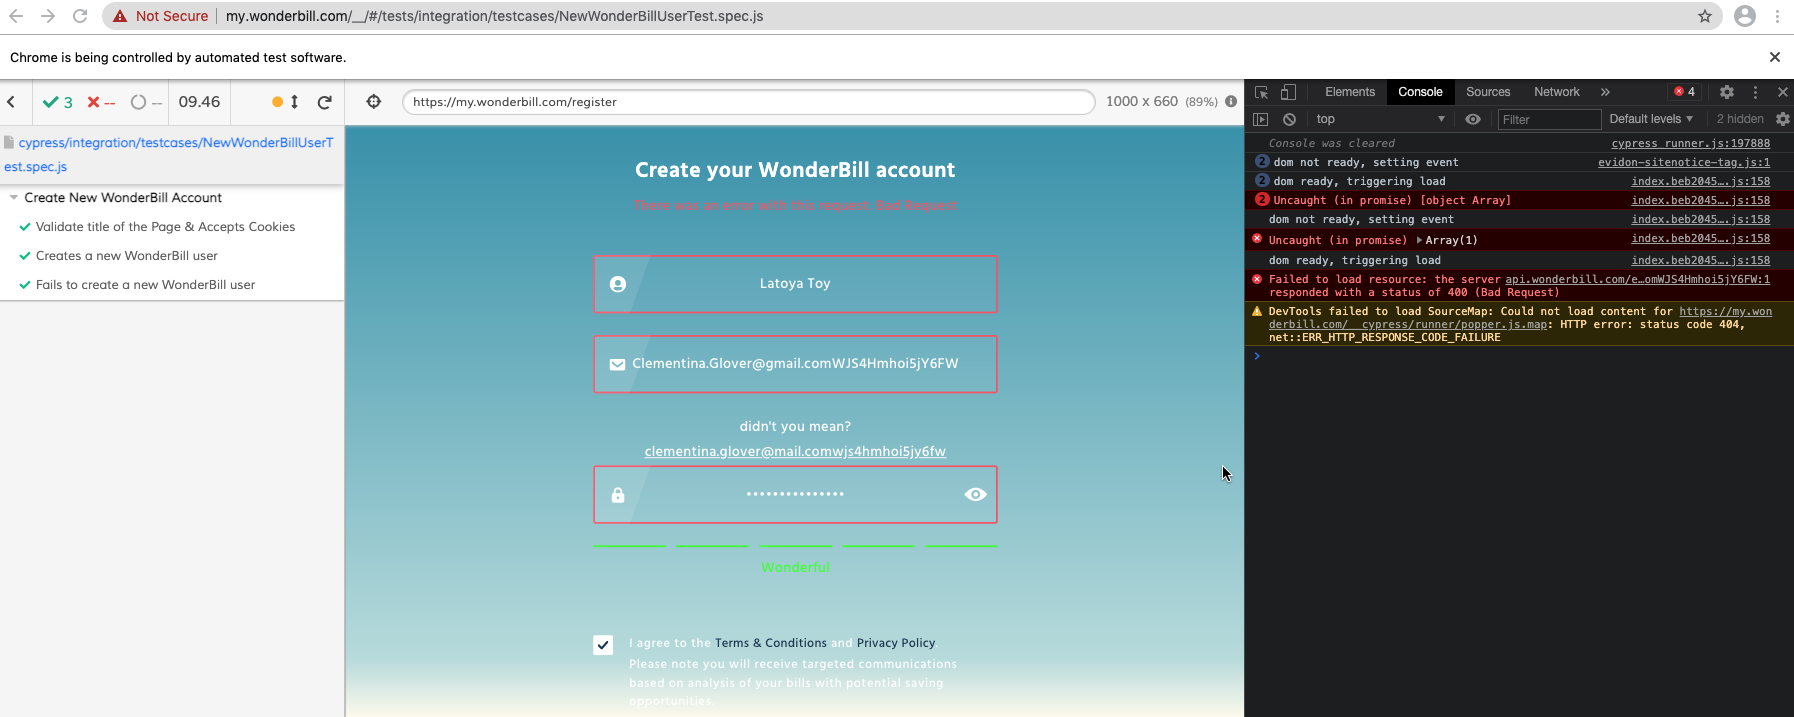 Not Secure
my.wonderbill.com/__/#/tests/integration/testcases/NewWonderBillUserTest.spec.js
Chrome is being controlled by automated test software.
3
--
--
09.46
https://my.wonderbill.com/register
1000 x 660 (89%)
cypress/integration/testcases/NewWonderBillUserT
est.spec.js
Create New WonderBill Account
Validate title of the Page & Accepts Cookies
Creates a new WonderBill user
Fails to create a new WonderBill user
Create your WonderBill account
There was an error with this request: Bad Request
Latoya Toy
Clementina.Glover@gmail.comWJS4Hmhoi5jY6FW
didn't you mean?
clementina.glover@mail.comwjs4hmhoi5jy6fw
•••••••••••••••
Wonderful
I agree to the Terms & Conditions and Privacy Policy.
Please note you will receive targeted communications
based on analysis of your bills with potential saving
opportunities.
Elements Console Sources Network » 4
top Filter Default levels 2 hidden
Console was cleared cypress_runner.js:197888
2 dom not ready, setting event evidon-sitenotice-tag.js:1
2 dom ready, triggering load index.beb2045….js:158
2 Uncaught (in promise) [object Array] index.beb2045….js:158
dom not ready, setting event index.beb2045….js:158
Uncaught (in promise) Array(1) index.beb2045….js:158
dom ready, triggering load index.beb2045….js:158
Failed to load resource: the server api.wonderbill.com/e…omWJS4Hmhoi5jY6FW:1
responded with a status of 400 (Bad Request)
DevTools failed to load SourceMap: Could not load content for https://my.won
derbill.com/__cypress/runner/popper.js.map: HTTP error: status code 404,
net::ERR_HTTP_RESPONSE_CODE_FAILURE